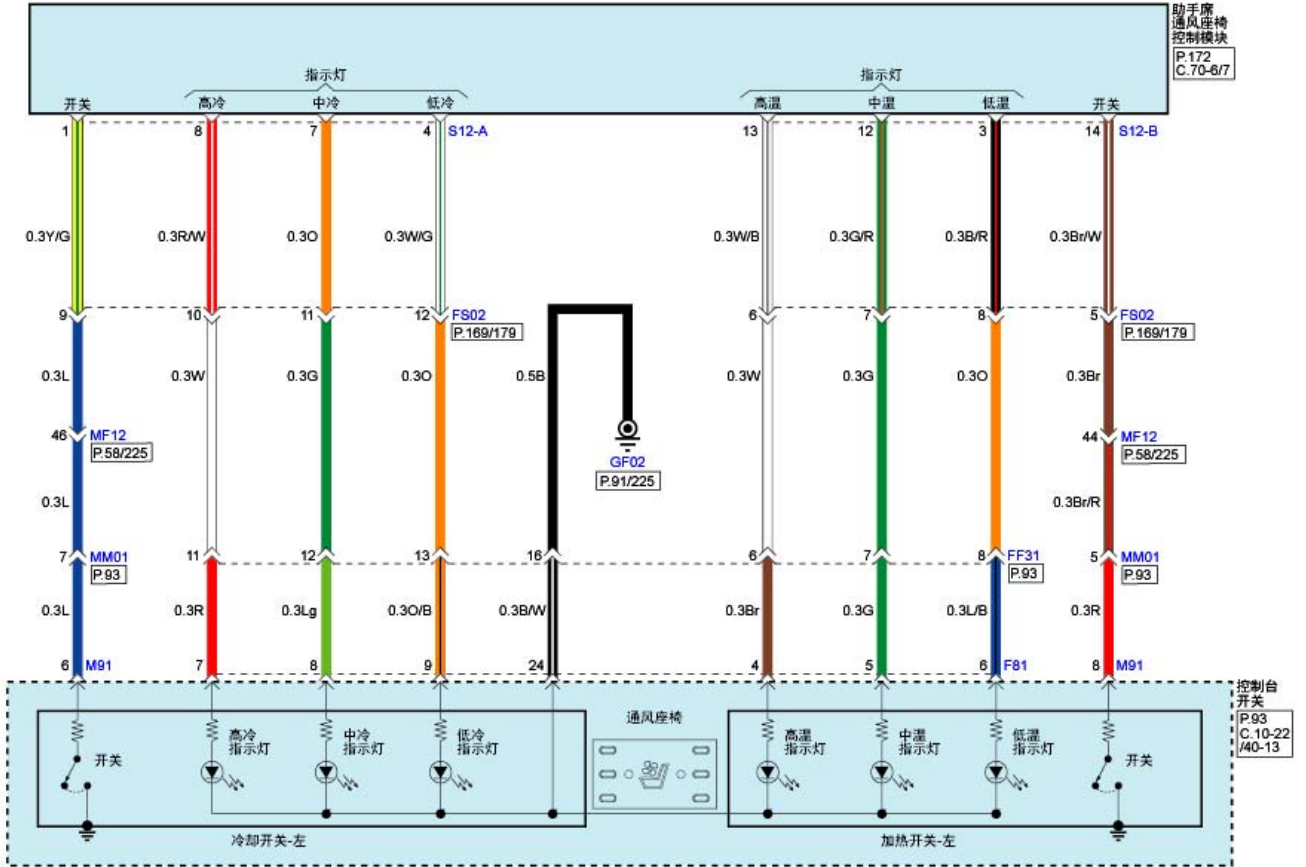 助手席
通风座椅
控制模块
P.172
C.70-6/7
指示灯
指示灯
开关
高冷
中冷
低冷
高温
中温
低温
开关
1
8
7
4
S12-A
13
12
3
14
S12-B
0.3Y/G
0.3R/W
0.3O
0.3W/G
0.3W/B
0.3G/R
0.3B/R
0.3Br/W
9
10
11
12
FS02
P.169/179
6
7
8
5
FS02
P.169/179
0.3L
0.3W
0.3G
0.3O
0.5B
0.3W
0.3G
0.3O
0.3Br
46
MF12
P.58/225
GF02
P.91/225
44
MF12
P.58/225
0.3L
0.3Br/R
7
MM01
P.93
11
12
13
16
6
7
8
FF31
P.93
5
MM01
P.93
0.3L
0.3R
0.3Lg
0.3O/B
0.3B/W
0.3Br
0.3G
0.3L/B
0.3R
6
M91
7
8
9
24
4
5
6
F81
8
M91
控制台
开关
P.93
C.10-22
/40-13
开关
高冷
指示灯
中冷
指示灯
低冷
指示灯
通风座椅
高温
指示灯
中温
指示灯
低温
指示灯
开关
冷却开关-左
加热开关-左